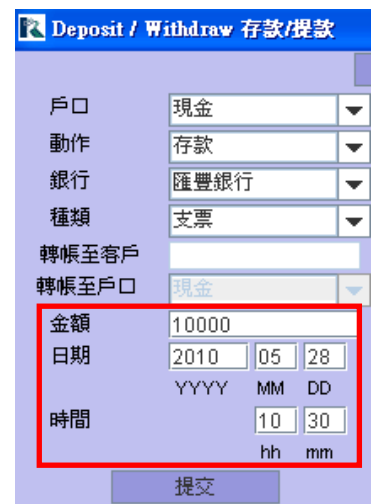 Deposit / Withdraw 存款/提款
戶口 現金
動作 存款
銀行 匯豐銀行
種類 支票
轉帳至客戶
轉帳至戶口 現金
金額 10000
日期 2010 05 28
YYYY MM DD
時間 10 30
hh mm
提交